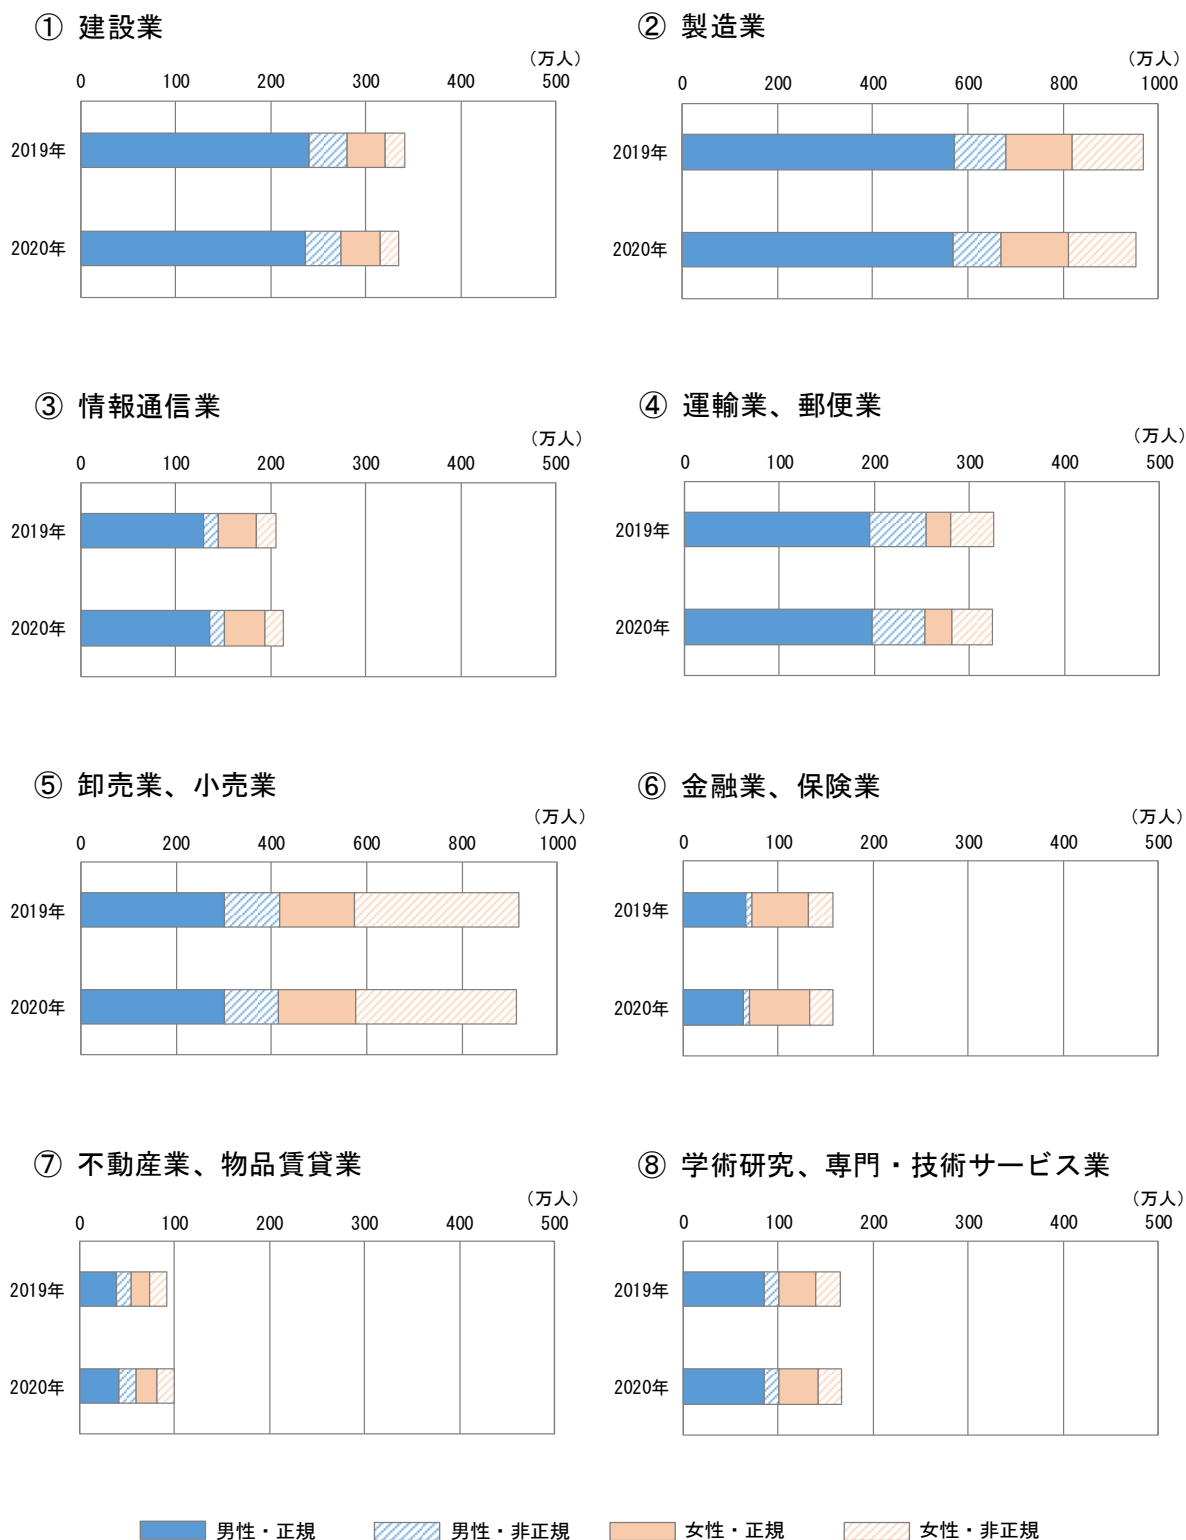 ① 建設業
（万人）
0 100 200 300 400 500
2019年
2020年
② 製造業
（万人）
0 200 400 600 800 1000
2019年
2020年
③ 情報通信業
（万人）
0 100 200 300 400 500
2019年
2020年
④ 運輸業、郵便業
（万人）
0 100 200 300 400 500
2019年
2020年
⑤ 卸売業、小売業
（万人）
0 200 400 600 800 1000
2019年
2020年
⑥ 金融業、保険業
（万人）
0 100 200 300 400 500
2019年
2020年
⑦ 不動産業、物品賃貸業
（万人）
0 100 200 300 400 500
2019年
2020年
⑧ 学術研究、専門・技術サービス業
（万人）
0 100 200 300 400 500
2019年
2020年
男性・正規 男性・非正規 女性・正規 女性・非正規